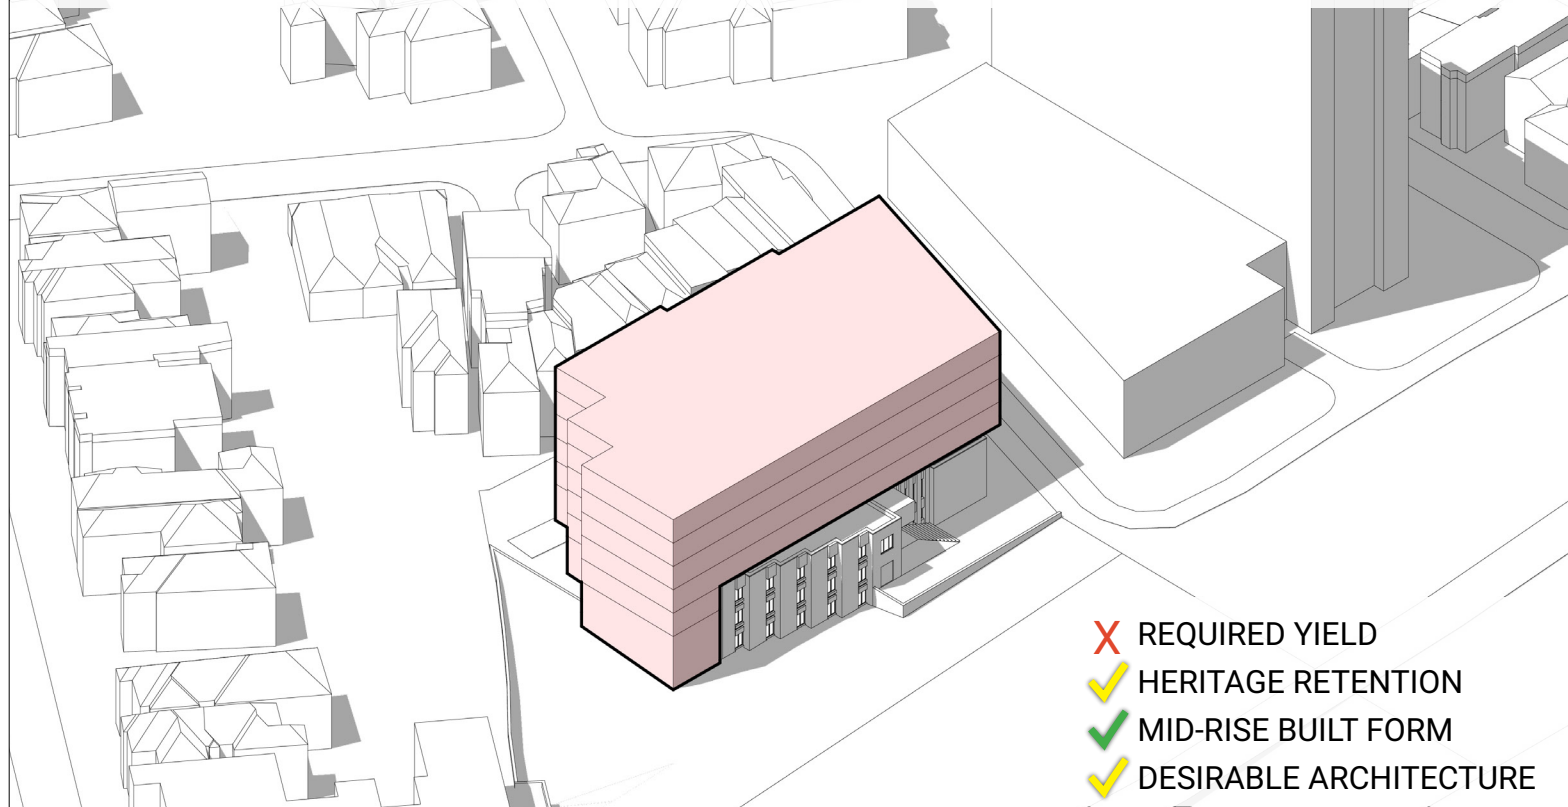 X REQUIRED YIELD
✓ HERITAGE RETENTION
✓ MID-RISE BUILT FORM
✓ DESIRABLE ARCHITECTURE